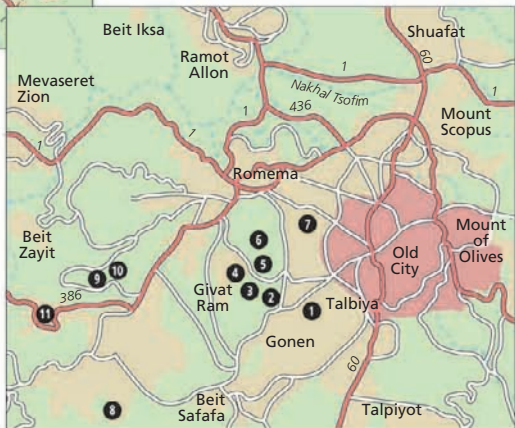 Beit Iksa
Shuafat
Ramot
Allon
60
1
Mevaseret
Zion
Nakhal Tsofim
1
436
1
Mount
Scopus
1
1
1
Romema
7
Beit
Zayit
6
Old
City
Mount
of
Olives
5
10
4
9
Givat
Ram
3
2
386
11
1
Talbiya
Gonen
60
8
Beit
Safafa
Talpiyot